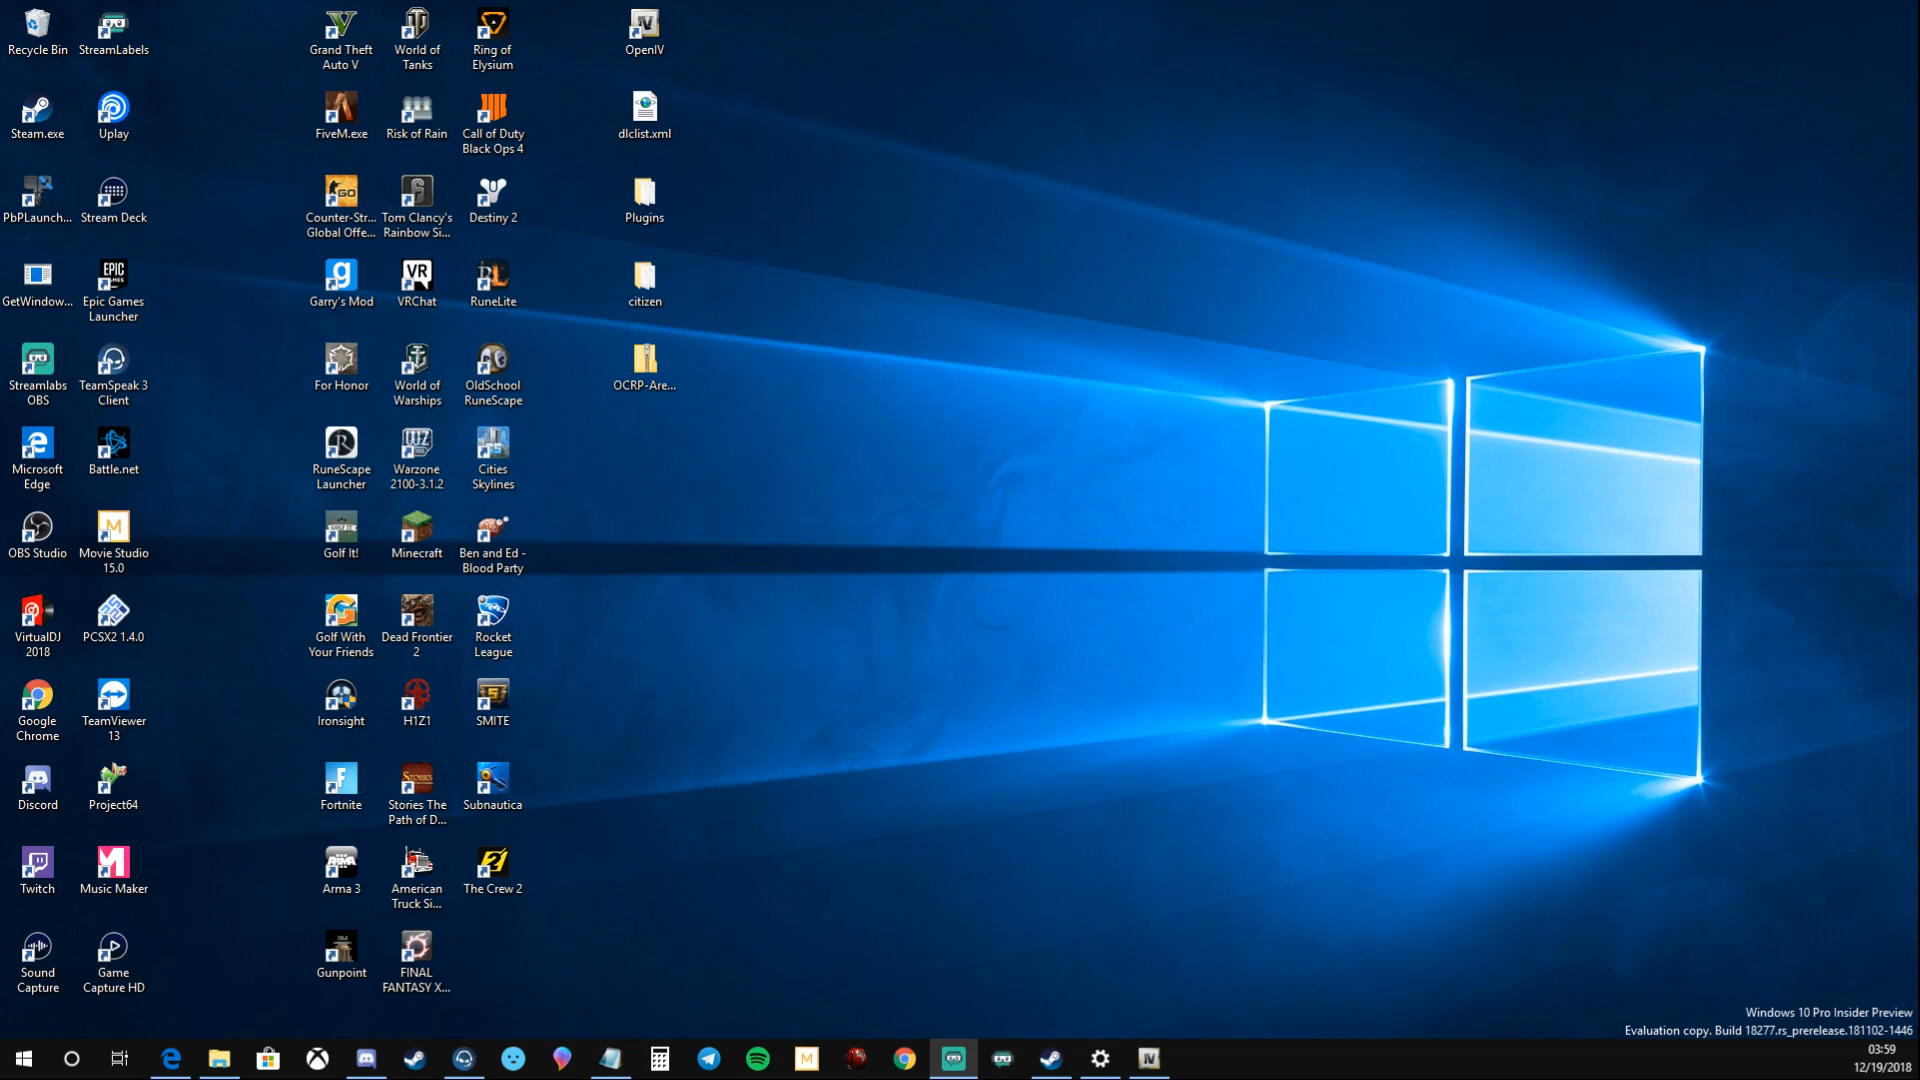 Recycle Bin
StreamLabels
Grand Theft
Auto V
World of
Tanks
Ring of
Elysium
OpenIV
Steam.exe
Uplay
FiveM.exe
Risk of Rain
Call of Duty
Black Ops 4
dlclist.xml
PbPLaunch...
Stream Deck
Counter-Str...
Global Offe...
Tom Clancy's
Rainbow Si...
Destiny 2
Plugins
GetWindow...
Epic Games
Launcher
Garry's Mod
VRChat
RuneLite
citizen
Streamlabs
OBS
TeamSpeak 3
Client
For Honor
World of
Warships
OldSchool
RuneScape
OCRP-Are...
Microsoft
Edge
Battle.net
RuneScape
Launcher
Warzone
2100-3.1.2
Cities
Skylines
OBS Studio
Movie Studio
15.0
Golf It!
Minecraft
Ben and Ed -
Blood Party
VirtualDJ
2018
PCSX2 1.4.0
Golf With
Your Friends
Dead Frontier
2
Rocket
League
Google
Chrome
TeamViewer
13
Ironsight
H1Z1
SMITE
Discord
Project64
Fortnite
Stories The
Path of D...
Subnautica
Twitch
Music Maker
Arma 3
American
Truck Si...
The Crew 2
Sound
Capture
Game
Capture HD
Gunpoint
FINAL
FANTASY X...
Windows 10 Pro Insider Preview
Evaluation copy. Build 18277.rs_prerelease.181102-1446
03:59
12/19/2018